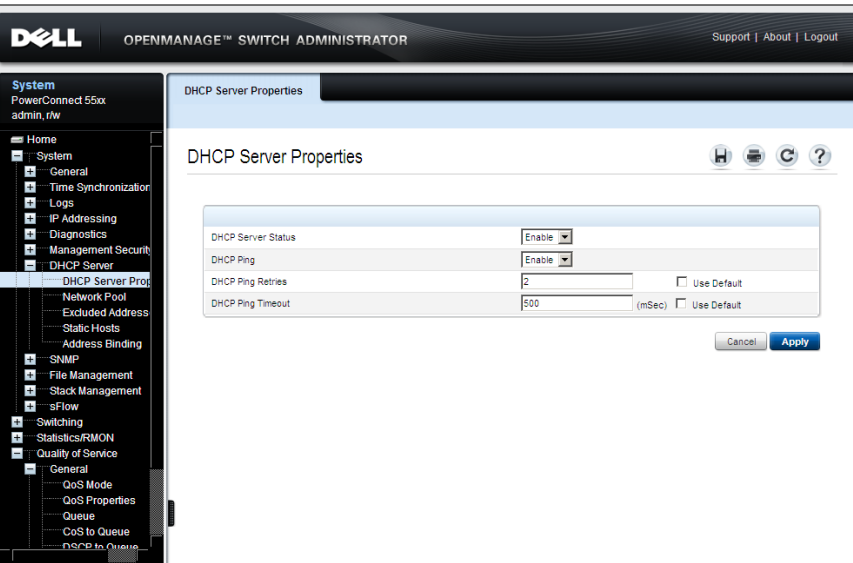 DELL
OPENMANAGE™ SWITCH ADMINISTRATOR
Support | About | Logout
System
PowerConnect 55xx
admin, r/w
DHCP Server Properties
Home
System
General
Time Synchronization
Logs
IP Addressing
Diagnostics
Management Security
DHCP Server
DHCP Server Prop
Network Pool
Excluded Address
Static Hosts
Address Binding
SNMP
File Management
Stack Management
sFlow
Switching
Statistics/RMON
Quality of Service
General
QoS Mode
QoS Properties
Queue
CoS to Queue
DSCP to Queue
DHCP Server Properties
DHCP Server Status Enable
DHCP Ping Enable
DHCP Ping Retries 2 Use Default
DHCP Ping Timeout 500 (mSec) Use Default
Cancel Apply